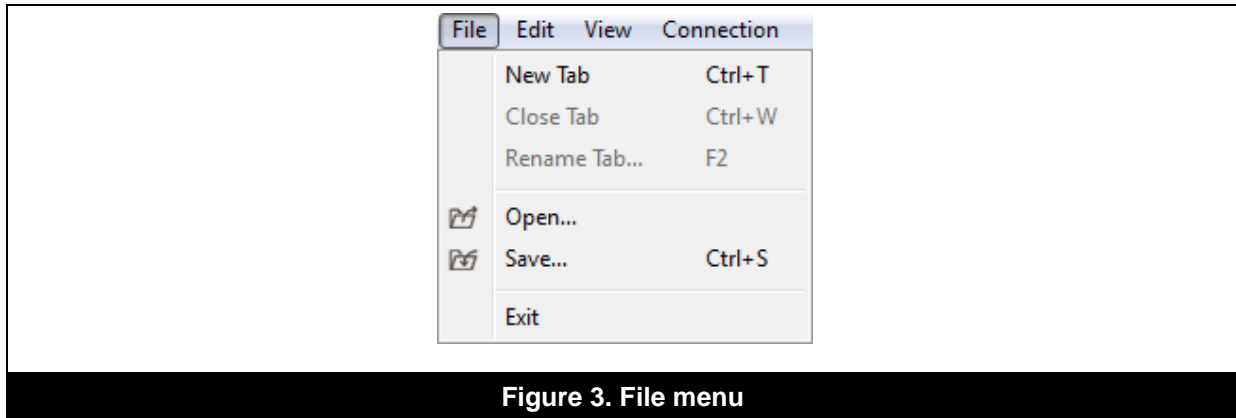 File Edit View Connection
New Tab Ctrl+T
Close Tab Ctrl+W
Rename Tab... F2
Open...
Save... Ctrl+S
Exit
Figure 3. File menu